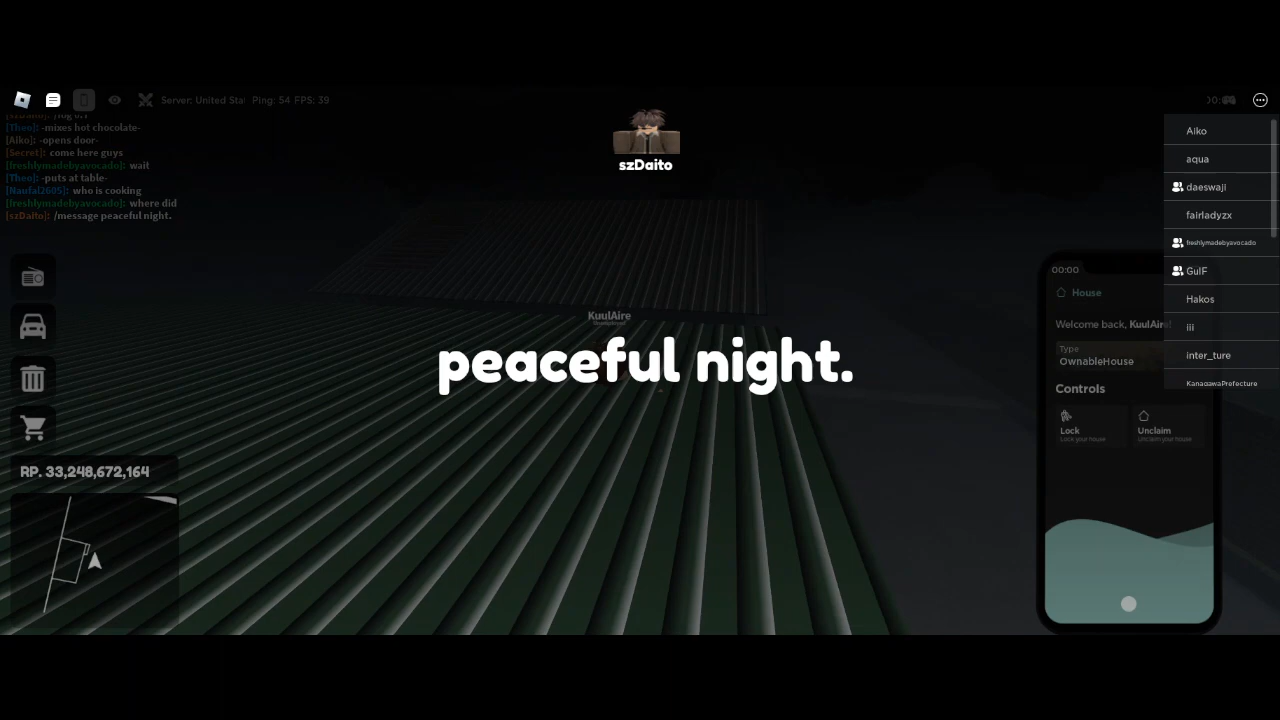 Server: United Sta Ping: 54 FPS: 39
[Theo]: -mixes hot chocolate-
[Aiko]: -opens door-
[Secret]: come here guys
[freshlymadebyavocado]: wait
[Theo]: -puts at table-
[Naufal2605]: who is cooking
[freshlymadebyavocado]: where did
[szDaito]: /message peaceful night.
szDaito
KuulAire
peaceful night.
RP. 33,248,672,164
Aiko
aqua
daeswaji
fairladyzx
freshlymadebyavocado
GulF
Hakos
iii
inter_ture
KanagawaPrefecture
00:00
House
Welcome back, KuulAire!
Type
OwnableHouse
Controls
Lock
Lock your house
Unclaim
Unclaim your house